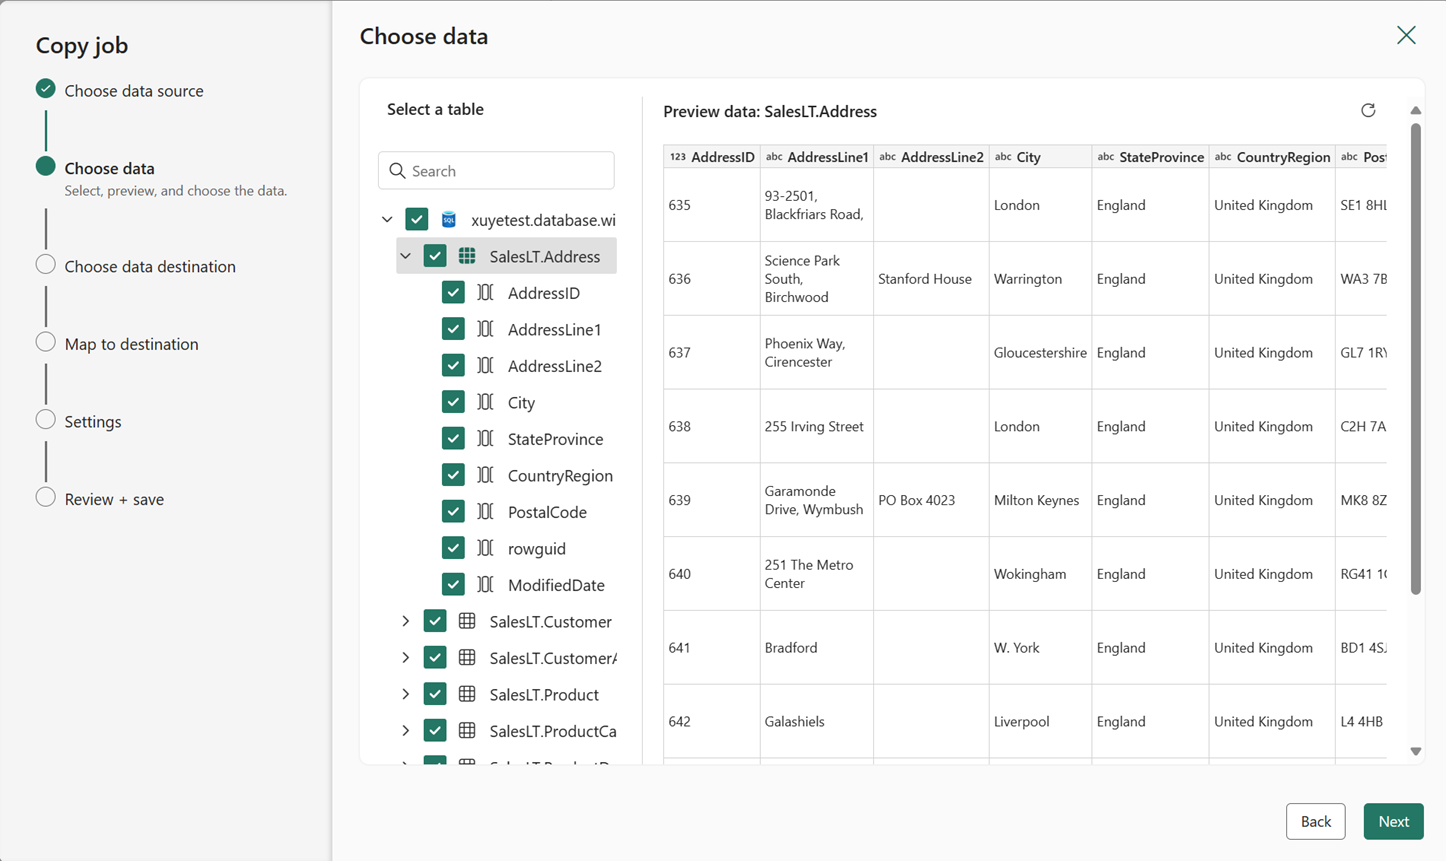 Copy job
Choose data source
Choose data
Select, preview, and choose the data.
Choose data destination
Map to destination
Settings
Review + save
Choose data
Select a table
Search
xuyetest.database.wi
SQL
SalesLT.Address
AddressID
AddressLine1
AddressLine2
City
StateProvince
CountryRegion
PostalCode
rowguid
ModifiedDate
SalesLT.Customer
SalesLT.CustomerA
SalesLT.Product
SalesLT.ProductCa
Preview data: SalesLT.Address
123 AddressID abc AddressLine1 abc AddressLine2 abc City abc StateProvince abc CountryRegion abc Post
635 93-2501, Blackfriars Road, London England United Kingdom SE1 8HL
636 Science Park South, Birchwood Stanford House Warrington England United Kingdom WA3 7B
637 Phoenix Way, Cirencester Gloucestershire England United Kingdom GL7 1RY
638 255 Irving Street London England United Kingdom C2H 7A
639 Garamonde Drive, Wymbush PO Box 4023 Milton Keynes England United Kingdom MK8 8Z
640 251 The Metro Center Wokingham England United Kingdom RG41 1
641 Bradford W. York England United Kingdom BD1 4SJ
642 Galashiels Liverpool England United Kingdom L4 4HB
Back
Next